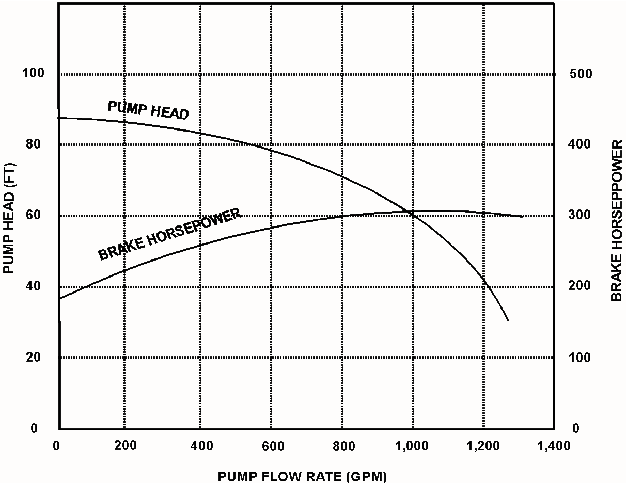 PUMP HEAD
BRAKE HORSEPOWER
PUMP HEAD (FT)
100
80
60
40
20
0
BRAKE HORSEPPOWER
500
400
300
200
100
0
0 200 400 600 800 1,000 1,200 1,400
PUMP FLOW RATE (GPM)